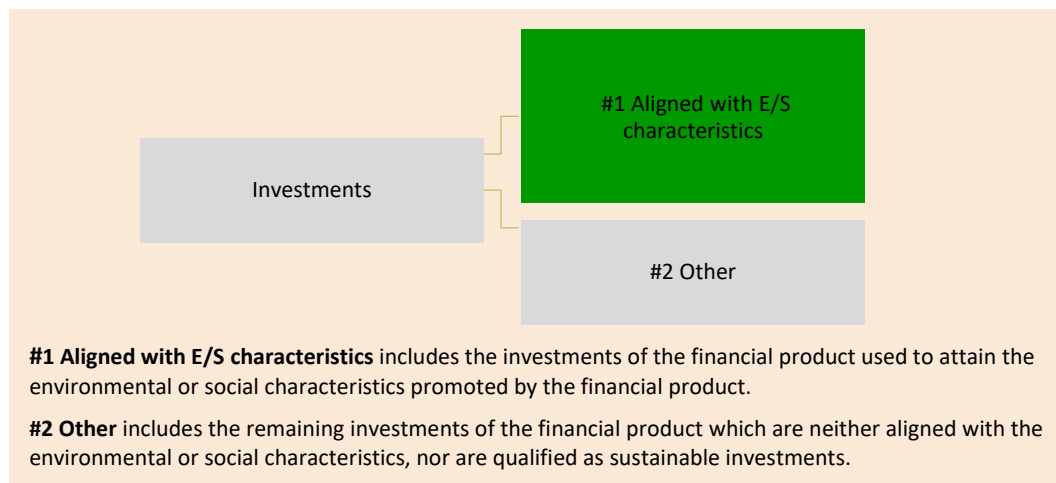 #1 Aligned with E/S
characteristics
Investments
#2 Other
#1 Aligned with E/S characteristics includes the investments of the financial product used to attain the
environmental or social characteristics promoted by the financial product.
#2 Other includes the remaining investments of the financial product which are neither aligned with the
environmental or social characteristics, nor are qualified as sustainable investments.